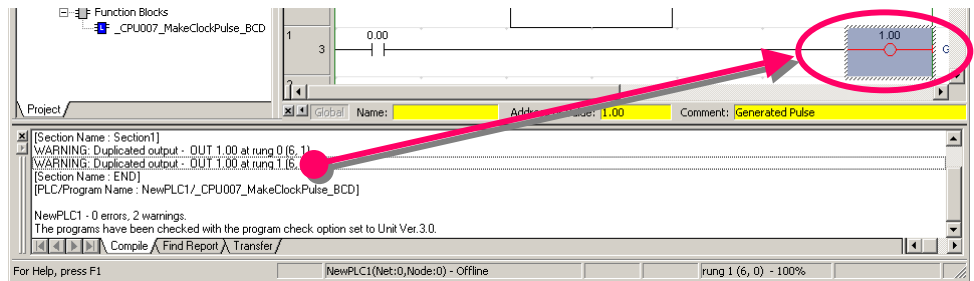 Function Blocks
_CPU007_MakeClockPulse_BCD
1
3
0.00
1.00
G
2
Project
Global Name: Address 1.00 Comment: Generated Pulse
[Section Name : Section1]
WARNING: Duplicated output - OUT 1.00 at rung 0 (6, 1)
WARNING: Duplicated output - OUT 1.00 at rung 1 (6,
[Section Name : END]
[PLC/Program Name : NewPLC1/_CPU007_MakeClockPulse_BCD]
NewPLC1 - 0 errors, 2 warnings.
The programs have been checked with the program check option set to Unit Ver.3.0.
Compile Find Report Transfer
For Help, press F1 NewPLC1(Net:0,Node:0) - Offline rung 1 (6, 0) - 100%